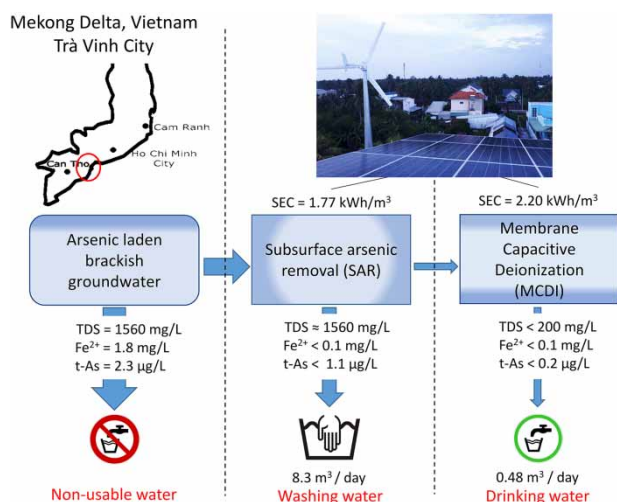 Mekong Delta, Vietnam
Trà Vinh City
Cam Ranh
Ho Chi Minh
City
Can Tho
SEC = 1.77 kWh/m³
SEC = 2.20 kWh/m³
Arsenic laden
brackish
groundwater
Subsurface arsenic
removal (SAR)
Membrane
Capacitive
Deionization
(MCDI)
TDS = 1560 mg/L
Fe²⁺ = 1.8 mg/L
t-As = 2.3 µg/L
TDS ≈ 1560 mg/L
Fe²⁺ < 0.1 mg/L
t-As < 1.1 µg/L
TDS < 200 mg/L
Fe²⁺ < 0.1 mg/L
t-As < 0.2 µg/L
Non-usable water
8.3 m³ / day
Washing water
0.48 m³ / day
Drinking water